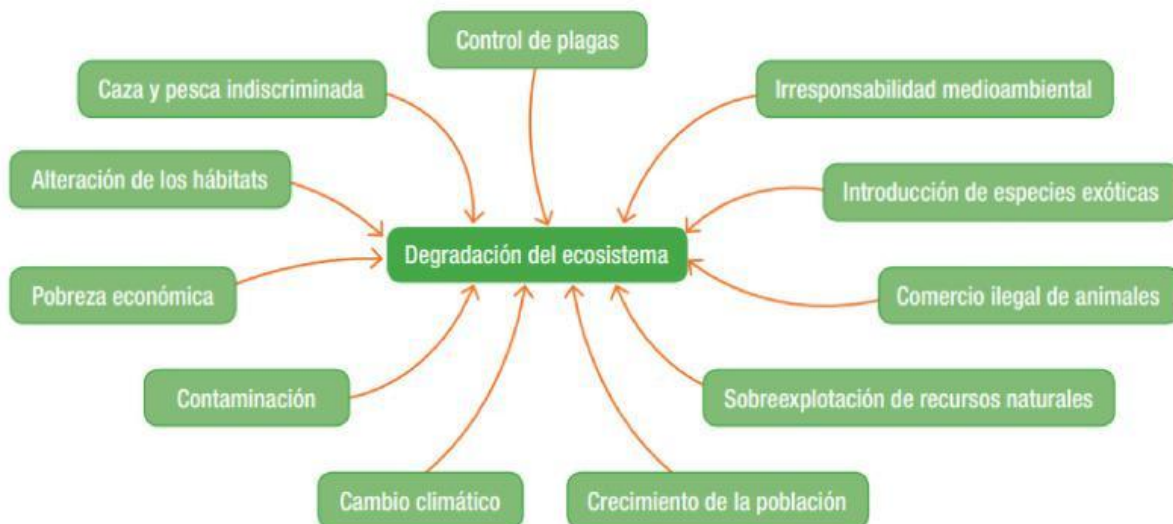 Control de plagas
Caza y pesca indiscriminada
Irresponsabilidad medioambiental
Alteración de los hábitats
Introducción de especies exóticas
Degradación del ecosistema
Pobreza económica
Comercio ilegal de animales
Contaminación
Sobreexplotación de recursos naturales
Cambio climático
Crecimiento de la población